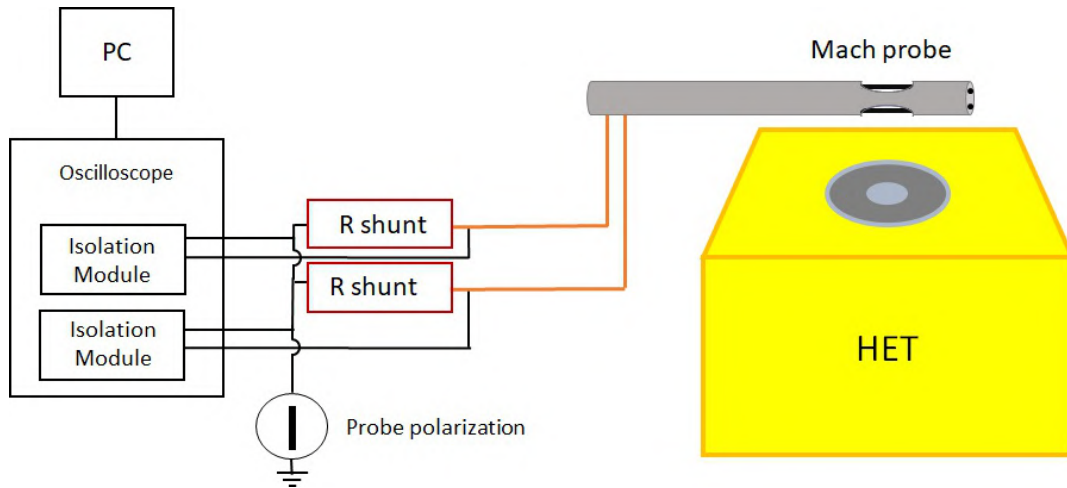 PC
Mach probe
Oscilloscope
Isolation
Module
R shunt
R shunt
Isolation
Module
HET
Probe polarization